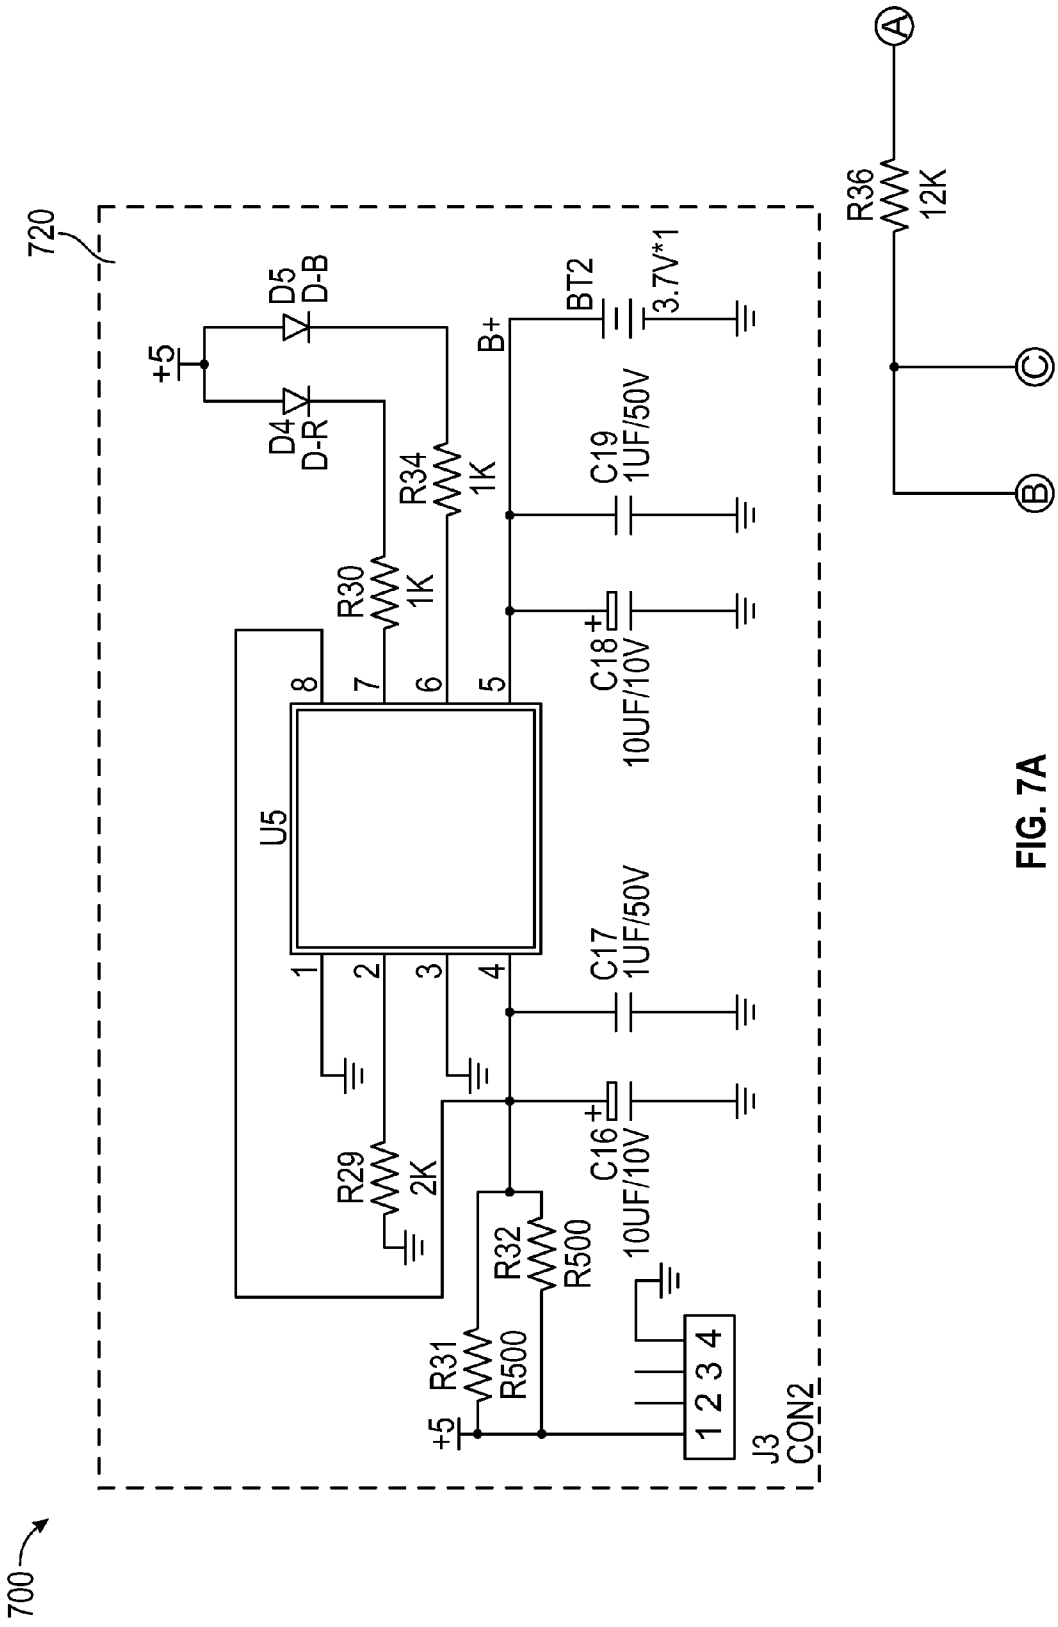 700
720
+5
D4
D-R
D5
D-B
R30
1K
R34
1K
U5
1
2
3
4
8
7
6
5
R29
2K
+5
R31
R500
R32
R500
C16
+
10UF/10V
C17
1UF/50V
C18
+
10UF/10V
C19
1UF/50V
B+
BT2
3.7V*1
1 2 3 4
J3
CON2
R36
12K
A
B
C
FIG. 7A